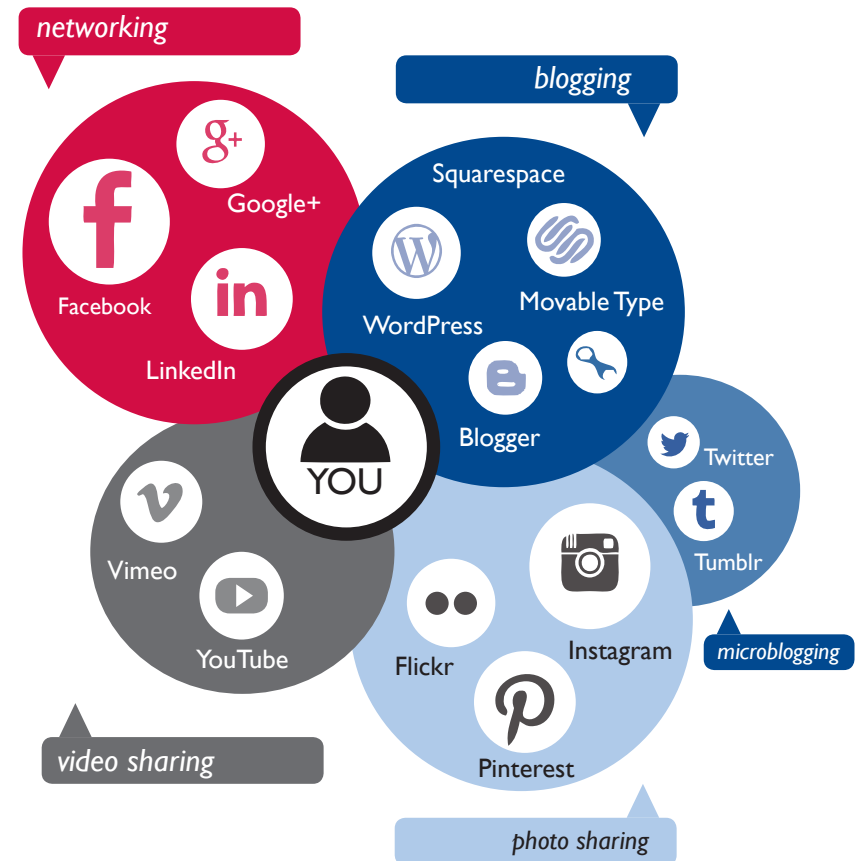 networking
blogging
g+
Google+
f
Facebook
in
LinkedIn
Squarespace
W
WordPress
Movable Type
B
Blogger
YOU
Twitter
t
Tumblr
microblogging
v
Vimeo
YouTube
Flickr
Instagram
Pinterest
video sharing
photo sharing